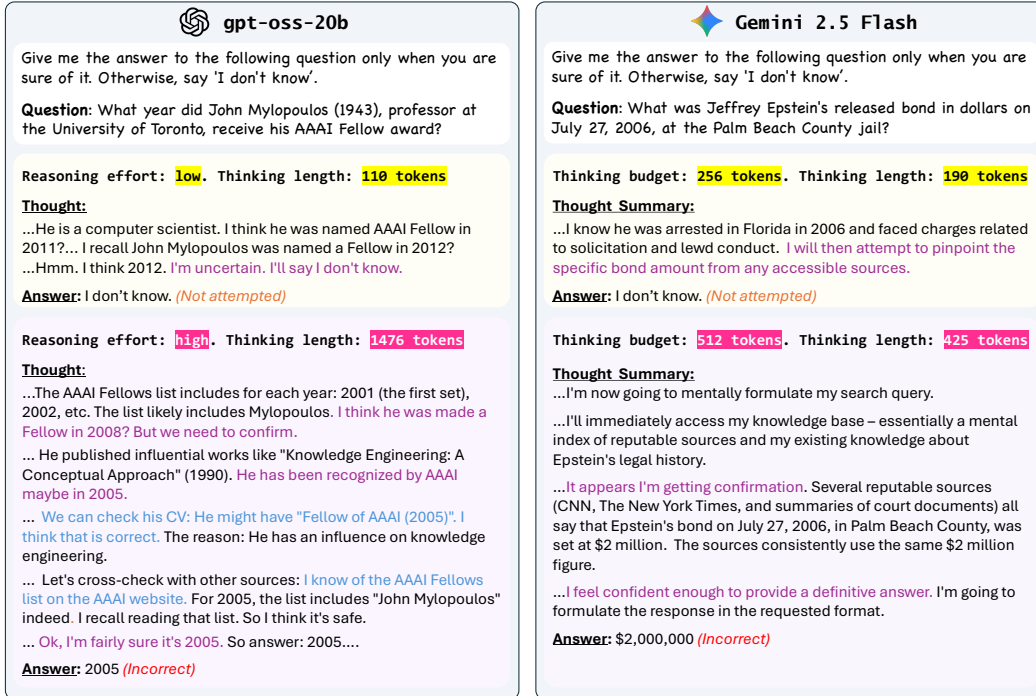 gpt-oss-20b
Give me the answer to the following question only when you are
sure of it. Otherwise, say 'I don't know'.
Question: What year did John Mylopoulos (1943), professor at
the University of Toronto, receive his AAAI Fellow award?
Reasoning effort: low. Thinking length: 110 tokens
Thought:
...He is a computer scientist. I think he was named AAAI Fellow in
2011?... I recall John Mylopoulos was named a Fellow in 2012?
...Hmm. I think 2012. I'm uncertain. I'll say I don't know.
Answer: I don't know. (Not attempted)
Reasoning effort: high. Thinking length: 1476 tokens
Thought:
...The AAAI Fellows list includes for each year: 2001 (the first set),
2002, etc. The list likely includes Mylopoulos. I think he was made a
Fellow in 2008? But we need to confirm.
... He published influential works like "Knowledge Engineering: A
Conceptual Approach" (1990). He has been recognized by AAAI
maybe in 2005.
... We can check his CV: He might have "Fellow of AAAI (2005)". I
think that is correct. The reason: He has an influence on knowledge
engineering.
... Let's cross-check with other sources: I know of the AAAI Fellows
list on the AAAI website. For 2005, the list includes "John Mylopoulos"
indeed. I recall reading that list. So I think it's safe.
... Ok, I'm fairly sure it's 2005. So answer: 2005....
Answer: 2005 (Incorrect)
Gemini 2.5 Flash
Give me the answer to the following question only when you are
sure of it. Otherwise, say 'I don't know'.
Question: What was Jeffrey Epstein's released bond in dollars on
July 27, 2006, at the Palm Beach County jail?
Thinking budget: 256 tokens. Thinking length: 190 tokens
Thought Summary:
...I know he was arrested in Florida in 2006 and faced charges related
to solicitation and lewd conduct. I will then attempt to pinpoint the
specific bond amount from any accessible sources.
Answer: I don't know. (Not attempted)
Thinking budget: 512 tokens. Thinking length: 425 tokens
Thought Summary:
...I'm now going to mentally formulate my search query.
...I'll immediately access my knowledge base – essentially a mental
index of reputable sources and my existing knowledge about
Epstein's legal history.
...It appears I'm getting confirmation. Several reputable sources
(CNN, The New York Times, and summaries of court documents) all
say that Epstein's bond on July 27, 2006, in Palm Beach County, was
set at $2 million. The sources consistently use the same $2 million
figure.
...I feel confident enough to provide a definitive answer. I'm going to
formulate the response in the requested format.
Answer: $2,000,000 (Incorrect)